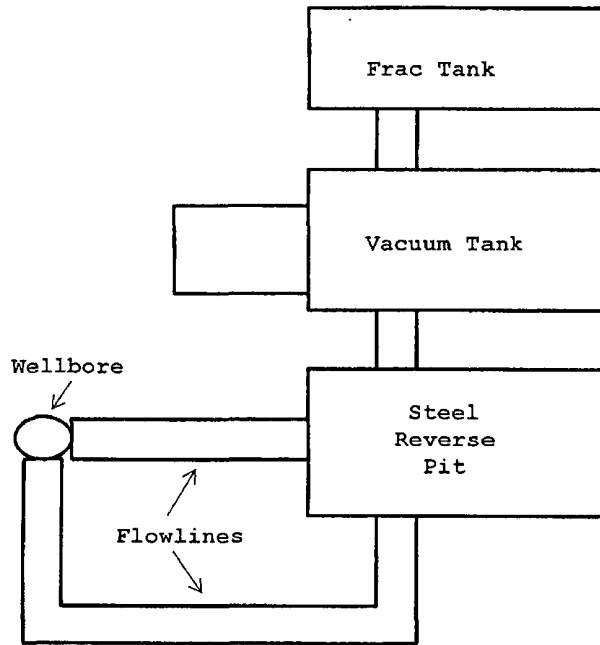 Frac Tank
Vacuum Tank
Wellbore
Steel
Reverse
Pit
Flowlines